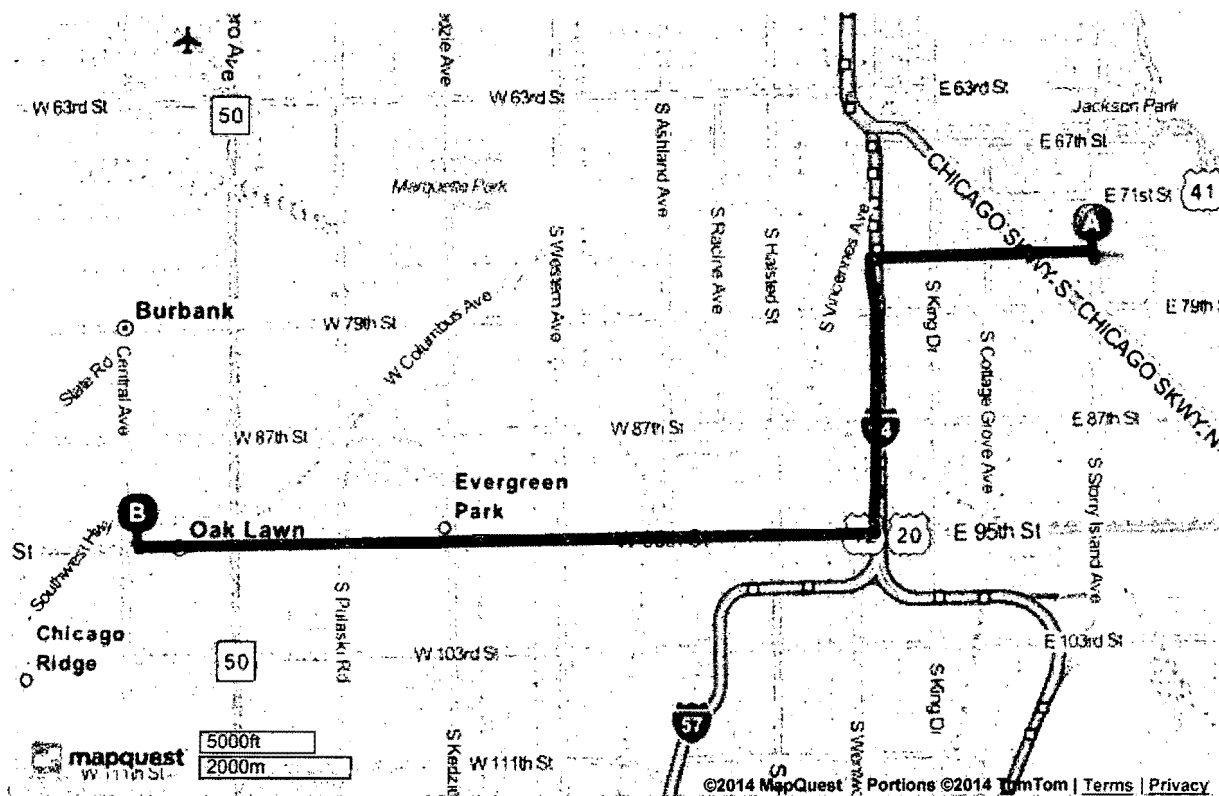 W 63rd St
50
W 63rd St
S Ashland Ave
E 63rd St
Jackson Park
E 67th St
Marquette Park
CHICAGO SKWY, S
CHICAGO SKWY, N
E 71st St
41
A
S Western Ave
S Racine Ave
S Halsted St
S Vincennes Ave
S King Dr
Burbank
W 79th St
W Columbus Ave
E 79th
State Rd
Central Ave
S Cottage Grove Ave
W 87th St
W 87th St
E 87th St
S Stony Island Ave
B
Evergreen
Park
Oak Lawn
St
Southwest Hwy
20
E 95th St
S Pulaski Rd
Chicago
Ridge
50
W 103rd St
E 103rd St
S King Dr
57
mapquest
5000ft
2000m
W 111th St
S Kedzi
W 111th St
©2014 MapQuest Portions ©2014 TomTom | Terms | Privacy